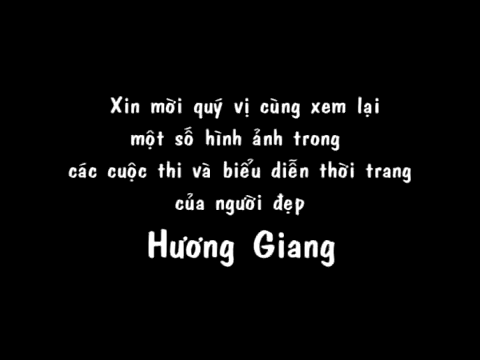 Xin mời quý vị cùng xem lại
một số hình ảnh trong
các cuộc thi và biểu diễn thời trang
của người đẹp
Hương Giang